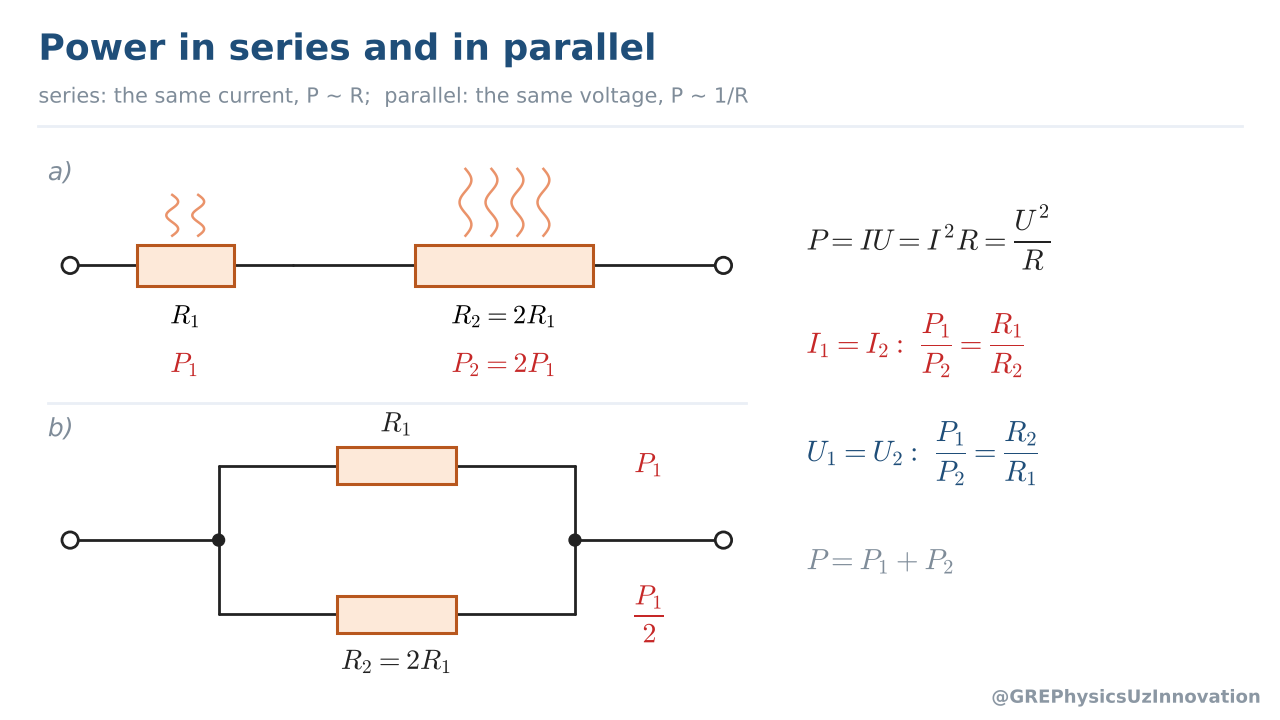 Power in series and in parallel
series: the same current, P ~ R;  parallel: the same voltage, P ~ 1/R
a)
R₁
R₂ = 2R₁
P₁
P₂ = 2P₁
b)
R₁
P₁
P₁/2
R₂ = 2R₁
P = IU = I²R = U²/R
I₁ = I₂ : P₁/P₂ = R₁/R₂
U₁ = U₂ : P₁/P₂ = R₂/R₁
P = P₁ + P₂
@GREPhysicsUzInnovation